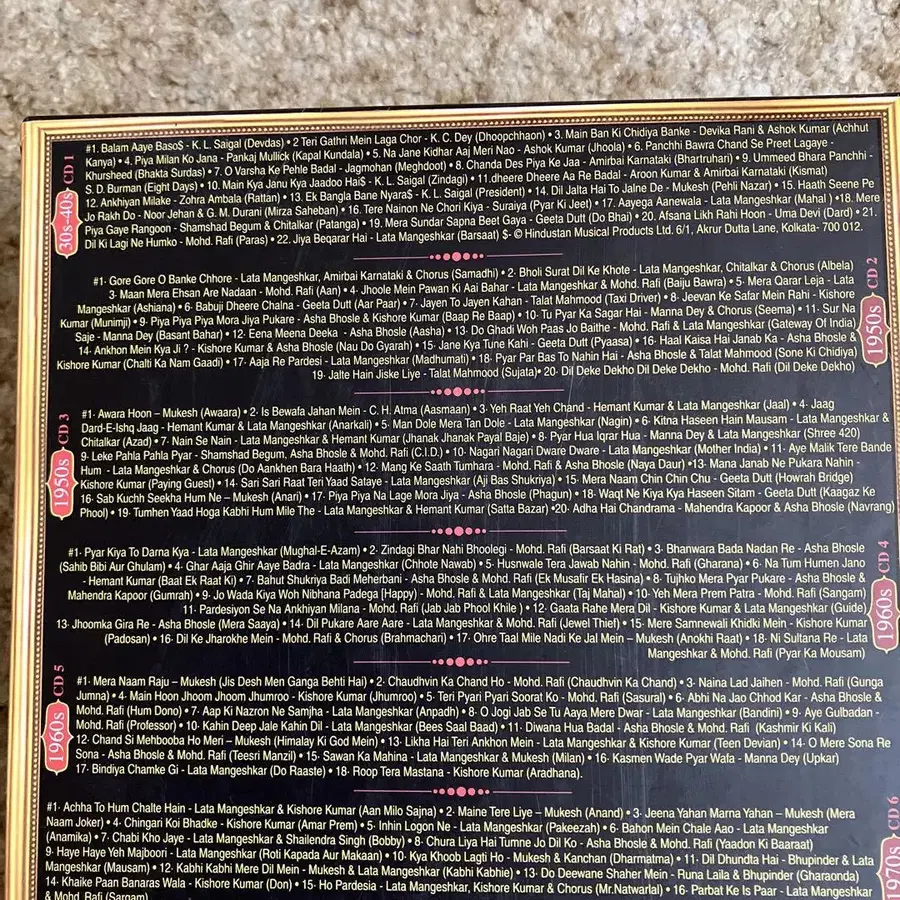 CD 1
30s-40s
#1. Balam Aaye Baso$ - K. L. Saigal (Devdas) • 2 Teri Gathri Mein Laga Chor - K. C. Dey (Dhoopchhaon) • 3. Main Ban Ki Chidiya Banke - Devika Rani & Ashok Kumar (Achhut
Kanya) • 4. Piya Milan Ko Jana - Pankaj Mullick (Kapal Kundala) • 5. Na Jane Kidhar Aaj Meri Nao - Ashok Kumar (Jhoola) • 6. Panchhi Bawra Chand Se Preet Lagaye -
Khursheed (Bhakta Surdas) • 7. O Varsha Ke Pehle Badal - Jagmohan (Meghdoot) • 8. Chanda Des Piya Ke Jaa - Amirbai Karnataki (Bhartruhari) • 9. Ummeed Bhara Panchhi -
S. D. Burman (Eight Days) • 10. Main Kya Janu Kya Jaadoo Hai$ - K. L. Saigal (Zindagi) • 11.dheere Dheere Aa Re Badal - Aroon Kumar & Amirbai Karnataki (Kismat)
12. Ankhiyan Milake - Zohra Ambala (Rattan) • 13. Ek Bangla Bane Nyara$ - K. L. Saigal (President) • 14. Dil Jalta Hai To Jalne De - Mukesh (Pehli Nazar) • 15. Haath Seene Pe
Jo Rakh Do - Noor Jehan & G. M. Durani (Mirza Saheban) • 16. Tere Nainon Ne Chori Kiya - Suraiya (Pyar Ki Jeet) • 17. Aayega Aanewala - Lata Mangeshkar (Mahal ) •18. Mere
Piya Gaye Rangoon - Shamshad Begum & Chitalkar (Patanga) • 19. Mera Sundar Sapna Beet Gaya - Geeta Dutt (Do Bhai) • 20. Afsana Likh Rahi Hoon - Uma Devi (Dard) • 21.
Dil Ki Lagi Ne Humko - Mohd. Rafi (Paras) • 22. Jiya Beqarar Hai - Lata Mangeshkar (Barsaat) $- © Hindustan Musical Products Ltd. 6/1, Akrur Dutta Lane, Kolkata- 700 012.
CD 2
1950s
#1· Gore Gore O Banke Chhore - Lata Mangeshkar, Amirbai Karnataki & Chorus (Samadhi) • 2· Bholi Surat Dil Ke Khote - Lata Mangeshkar, Chitalkar & Chorus (Albela)
3· Maan Mera Ehsan Are Nadaan - Mohd. Rafi (Aan) • 4· Jhoole Mein Pawan Ki Aai Bahar - Lata Mangeshkar & Mohd. Rafi (Baiju Bawra) • 5· Mera Qarar Leja - Lata
Mangeshkar (Ashiana) • 6· Babuji Dheere Chalna - Geeta Dutt (Aar Paar) • 7· Jayen To Jayen Kahan - Talat Mahmood (Taxi Driver) • 8· Jeevan Ke Safar Mein Rahi - Kishore
Kumar (Munimji) • 9· Piya Piya Piya Mora Jiya Pukare - Asha Bhosle & Kishore Kumar (Baap Re Baap) • 10· Tu Pyar Ka Sagar Hai - Manna Dey & Chorus (Seema) • 11· Sur Na
Saje - Manna Dey (Basant Bahar) • 12· Eena Meena Deeka - Asha Bhosle (Aasha) • 13· Do Ghadi Woh Paas Jo Baithe - Mohd. Rafi & Lata Mangeshkar (Gateway Of India)
14· Ankhon Mein Kya Ji ? - Kishore Kumar & Asha Bhosle (Nau Do Gyarah) • 15· Jane Kya Tune Kahi - Geeta Dutt (Pyaasa) • 16· Haal Kaisa Hai Janab Ka - Asha Bhosle &
Kishore Kumar (Chalti Ka Nam Gaadi) • 17· Aaja Re Pardesi - Lata Mangeshkar (Madhumati) • 18· Pyar Par Bas To Nahin Hai - Asha Bhosle & Talat Mahmood (Sone Ki Chidiya)
19· Jalte Hain Jiske Liye - Talat Mahmood (Sujata)• 20· Dil Deke Dekho Dil Deke Dekho - Mohd. Rafi (Dil Deke Dekho)
CD 3
1950s
#1· Awara Hoon – Mukesh (Awaara) • 2· Is Bewafa Jahan Mein - C. H. Atma (Aasmaan) • 3· Yeh Raat Yeh Chand - Hemant Kumar & Lata Mangeshkar (Jaal) • 4· Jaag
Dard-E-Ishq Jaag - Hemant Kumar & Lata Mangeshkar (Anarkali) • 5· Man Dole Mera Tan Dole - Lata Mangeshkar (Nagin) • 6· Kitna Haseen Hain Mausam - Lata Mangeshkar &
Chitalkar (Azad) • 7· Nain Se Nain - Lata Mangeshkar & Hemant Kumar (Jhanak Jhanak Payal Baje) • 8· Pyar Hua Iqrar Hua - Manna Dey & Lata Mangeshkar (Shree 420)
9· Leke Pahla Pahla Pyar - Shamshad Begum, Asha Bhosle & Mohd. Rafi (C.I.D.) • 10· Nagari Nagari Dware Dware - Lata Mangeshkar (Mother India) • 11· Aye Malik Tere Bande
Hum - Lata Mangeshkar & Chorus (Do Aankhen Bara Haath) • 12· Mang Ke Saath Tumhara - Mohd. Rafi & Asha Bhosle (Naya Daur) •13· Mana Janab Ne Pukara Nahin -
Kishore Kumar (Paying Guest) • 14· Sari Sari Raat Teri Yaad Sataye - Lata Mangeshkar (Aji Bas Shukriya) • 15· Mera Naam Chin Chin Chu - Geeta Dutt (Howrah Bridge)
16· Sab Kuchh Seekha Hum Ne – Mukesh (Anari) • 17· Piya Piya Na Lage Mora Jiya - Asha Bhosle (Phagun) • 18· Waqt Ne Kiya Kya Haseen Sitam - Geeta Dutt (Kaagaz Ke
Phool) • 19· Tumhen Yaad Hoga Kabhi Hum Mile The - Lata Mangeshkar & Hemant Kumar (Satta Bazar) •20· Adha Hai Chandrama - Mahendra Kapoor & Asha Bhosle (Navrang)
CD 4
1960s
#1· Pyar Kiya To Darna Kya - Lata Mangeshkar (Mughal-E-Azam) • 2· Zindagi Bhar Nahi Bhoolegi - Mohd. Rafi (Barsaat Ki Rat) • 3· Bhanwara Bada Nadan Re - Asha Bhosle
(Sahib Bibi Aur Ghulam) • 4· Ghar Aaja Ghir Aaye Badra - Lata Mangeshkar (Chhote Nawab) • 5· Husnwale Tera Jawab Nahin - Mohd. Rafi (Gharana) • 6· Na Tum Humen Jano
- Hemant Kumar (Baat Ek Raat Ki) • 7· Bahut Shukriya Badi Meherbani - Asha Bhosle & Mohd. Rafi (Ek Musafir Ek Hasina) • 8· Tujhko Mera Pyar Pukare - Asha Bhosle &
Mahendra Kapoor (Gumrah) • 9· Jo Wada Kiya Woh Nibhana Padega [Happy] - Mohd. Rafi & Lata Mangeshkar (Taj Mahal) • 10· Yeh Mera Prem Patra - Mohd. Rafi (Sangam)
11· Pardesiyon Se Na Ankhiyan Milana - Mohd. Rafi (Jab Jab Phool Khile ) • 12· Gaata Rahe Mera Dil - Kishore Kumar & Lata Mangeshkar (Guide)
13· Jhoomka Gira Re - Asha Bhosle (Mera Saaya) • 14· Dil Pukare Aare Aare - Lata Mangeshkar & Mohd. Rafi (Jewel Thief) • 15· Mere Samnewali Khidki Mein - Kishore Kumar
(Padosan) • 16· Dil Ke Jharokhe Mein - Mohd. Rafi & Chorus (Brahmachari) • 17· Ohre Taal Mile Nadi Ke Jal Mein – Mukesh (Anokhi Raat) • 18· Ni Sultana Re - Lata
Mangeshkar & Mohd. Rafi (Pyar Ka Mousam)
CD 5
1960s
#1· Mera Naam Raju – Mukesh (Jis Desh Men Ganga Behti Hai) • 2· Chaudhvin Ka Chand Ho - Mohd. Rafi (Chaudhvin Ka Chand) • 3· Naina Lad Jaihen - Mohd. Rafi (Gunga
Jumna) • 4· Main Hoon Jhoom Jhoom Jhumroo - Kishore Kumar (Jhumroo) • 5· Teri Pyari Pyari Soorat Ko - Mohd. Rafi (Sasural) • 6· Abhi Na Jao Chhod Kar - Asha Bhosle &
Mohd. Rafi (Hum Dono) • 7· Aap Ki Nazron Ne Samjha - Lata Mangeshkar (Anpadh) • 8· O Jogi Jab Se Tu Aaya Mere Dwar - Lata Mangeshkar (Bandini) • 9· Aye Gulbadan -
Mohd. Rafi (Professor) • 10· Kahin Deep Jale Kahin Dil - Lata Mangeshkar (Bees Saal Baad) • 11· Diwana Hua Badal - Asha Bhosle & Mohd. Rafi (Kashmir Ki Kali)
12· Chand Si Mehbooba Ho Meri – Mukesh (Himalay Ki God Mein) • 13· Likha Hai Teri Ankhon Mein - Lata Mangeshkar & Kishore Kumar (Teen Devian) • 14· O Mere Sona Re
Sona - Asha Bhosle & Mohd. Rafi (Teesri Manzil) • 15· Sawan Ka Mahina - Lata Mangeshkar & Mukesh (Milan) • 16· Kasmen Wade Pyar Wafa - Manna Dey (Upkar)
17· Bindiya Chamke Gi - Lata Mangeshkar (Do Raaste) • 18· Roop Tera Mastana - Kishore Kumar (Aradhana).
CD 6
1970s
#1· Achha To Hum Chalte Hain - Lata Mangeshkar & Kishore Kumar (Aan Milo Sajna) • 2· Maine Tere Liye – Mukesh (Anand) • 3· Jeena Yahan Marna Yahan – Mukesh (Mera
Naam Joker) • 4· Chingari Koi Bhadke - Kishore Kumar (Amar Prem) • 5· Inhin Logon Ne - Lata Mangeshkar (Pakeezah) • 6· Bahon Mein Chale Aao - Lata Mangeshkar
(Anamika) • 7· Chabi Kho Jaye - Lata Mangeshkar & Shailendra Singh (Bobby) • 8· Chura Liya Hai Tumne Jo Dil Ko - Asha Bhosle & Mohd. Rafi (Yaadon Ki Baraat)
9· Haye Haye Yeh Majboori - Lata Mangeshkar (Roti Kapada Aur Makaan) • 10· Kya Khoob Lagti Ho - Mukesh & Kanchan (Dharmatma) • 11· Dil Dhundta Hai - Bhupinder & Lata
Mangeshkar (Mausam) • 12· Kabhi Kabhi Mere Dil Mein - Mukesh & Lata Mangeshkar (Kabhi Kabhie) • 13· Do Deewane Shaher Mein - Runa Laila & Bhupinder (Gharaonda)
14· Khaike Paan Banaras Wala - Kishore Kumar (Don) • 15· Ho Pardesia - Lata Mangeshkar, Kishore Kumar & Chorus (Mr.Natwarlal) • 16· Parbat Ke Is Paar - Lata Mangeshkar
& Mohd. Rafi (Sargam)